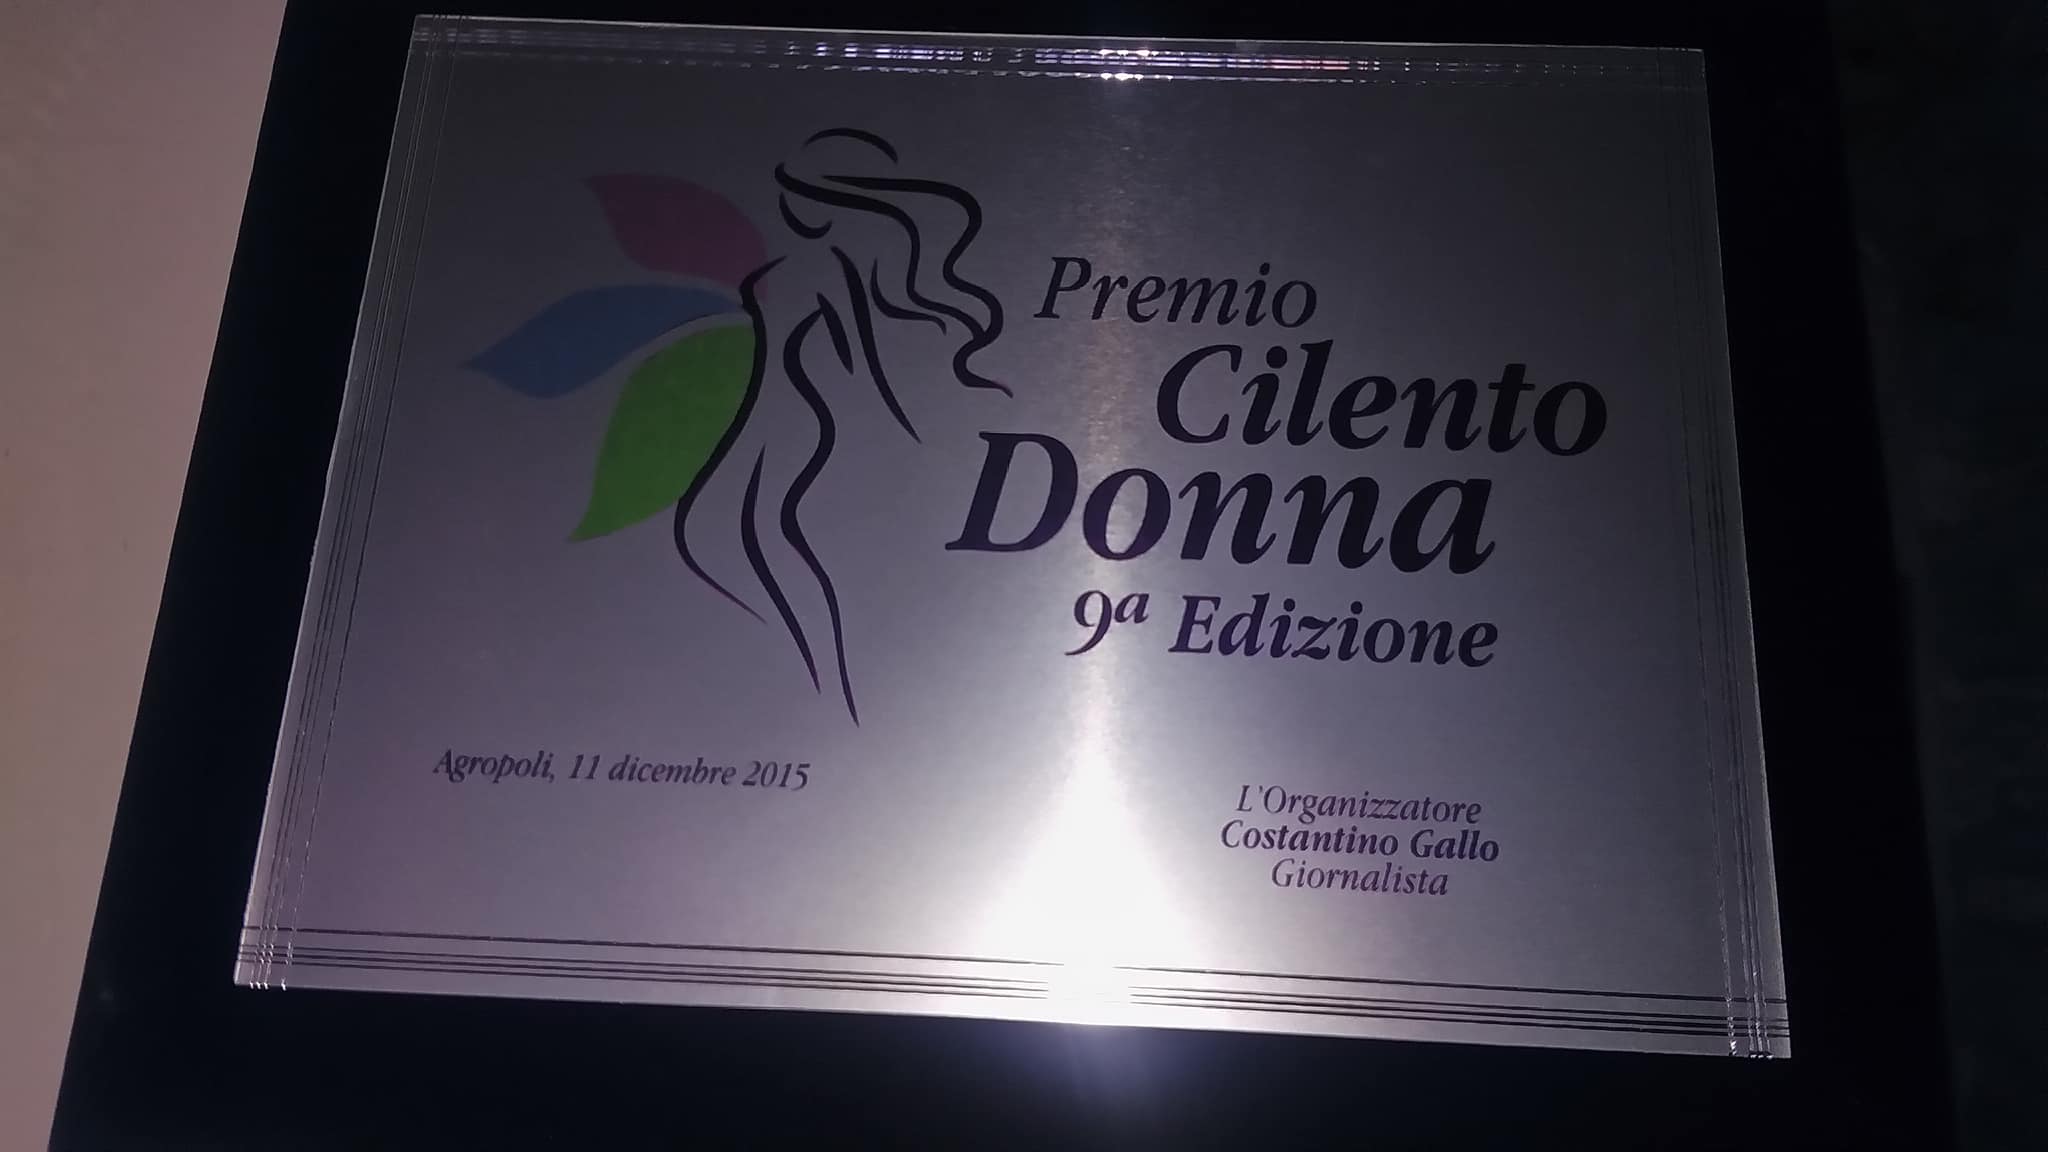 Premio
Cilento
Donna
9ª Edizione
Agropoli, 11 dicembre 2015
L'Organizzatore
Costantino Gallo
Giornalista